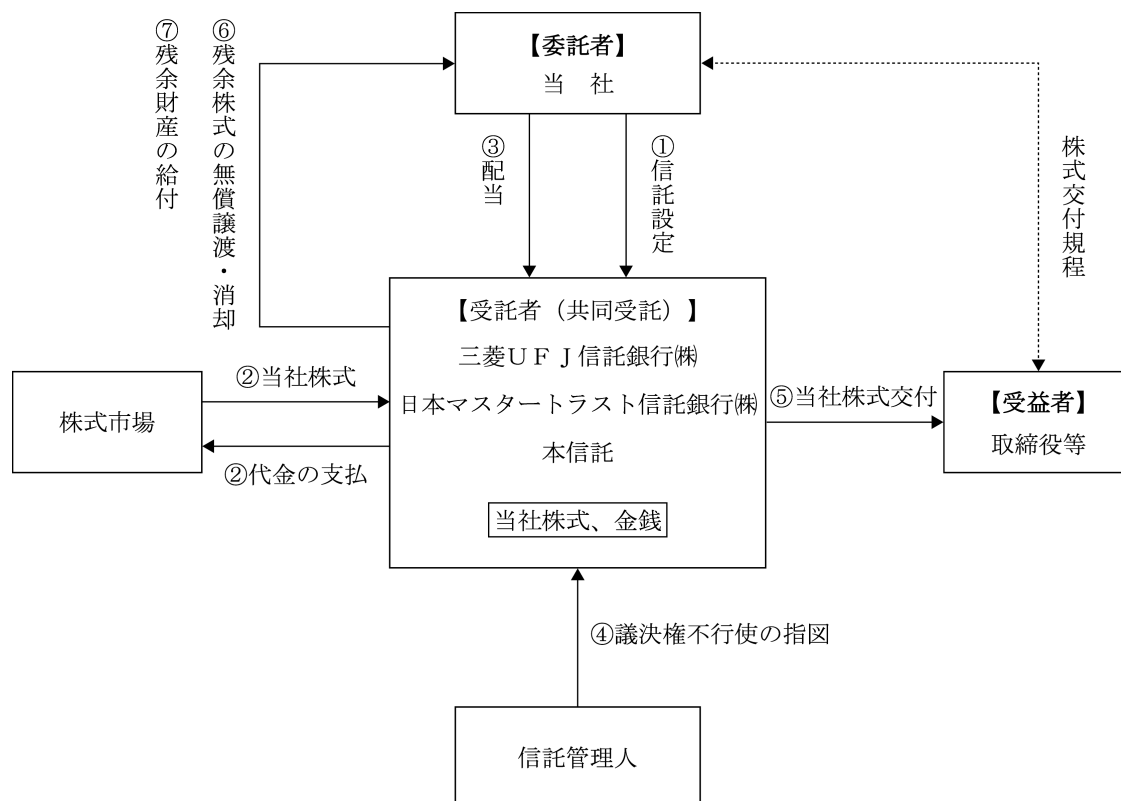 【委託者】
当　社
⑦残余財産の給付
⑥残余株式の無償譲渡・消却
③配当
①信託設定
株式交付規程
【受託者（共同受託）】
三菱ＵＦＪ信託銀行㈱
日本マスタートラスト信託銀行㈱
本信託
当社株式、金銭
株式市場
②当社株式
②代金の支払
⑤当社株式交付
【受益者】
取締役等
④議決権不行使の指図
信託管理人